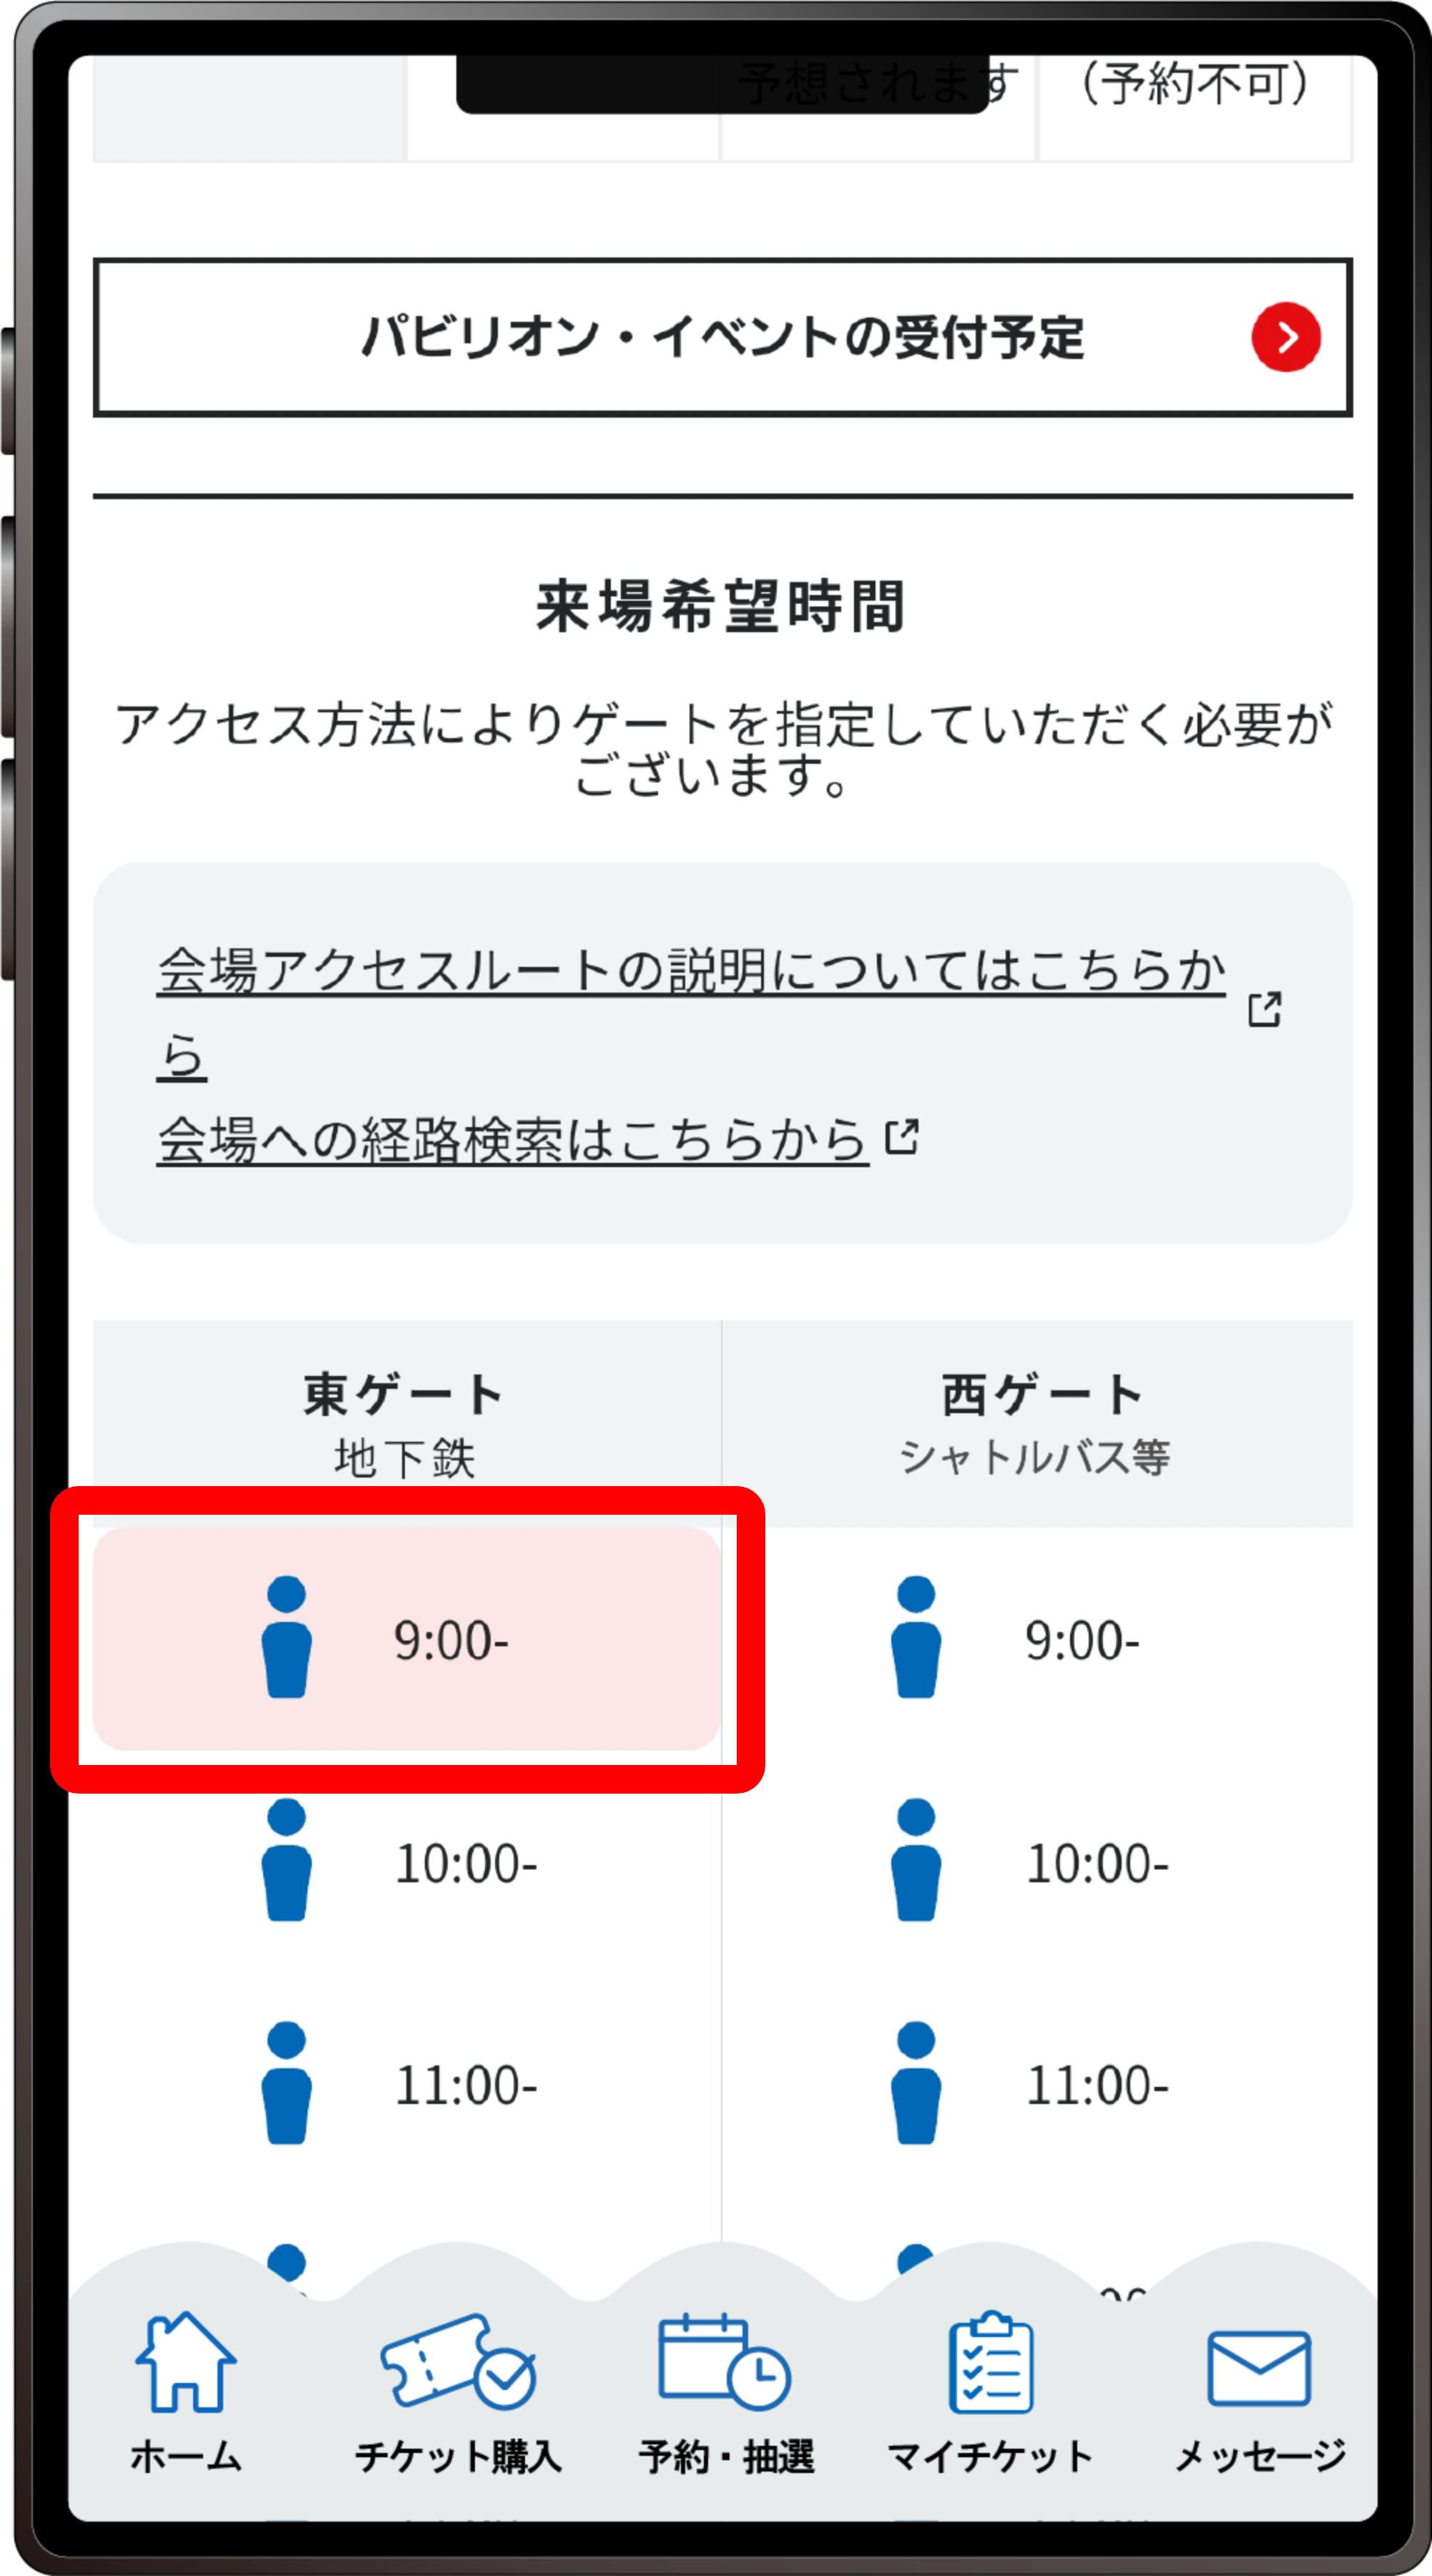 予想されます
（予約不可）
パビリオン・イベントの受付予定
来場希望時間
アクセス方法によりゲートを指定していただく必要が
ございます。
会場アクセスルートの説明についてはこちらか
ら
会場への経路検索はこちらから
東ゲート
西ゲート
地下鉄
シャトルバス等
9:00-
9:00-
10:00-
10:00-
11:00-
11:00-
ホーム
チケット購入
予約・抽選
マイチケット
メッセージ